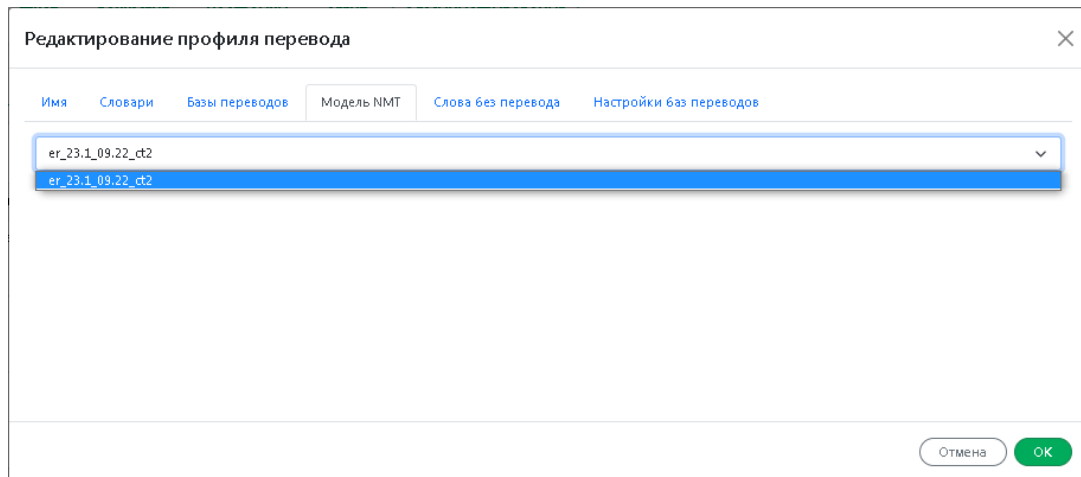 Редактирование профиля перевода
Имя Словари Базы переводов Модель NMT Слова без перевода Настройки баз переводов
er_23.1_09.22_ct2
er_23.1_09.22_ct2
Отмена OK